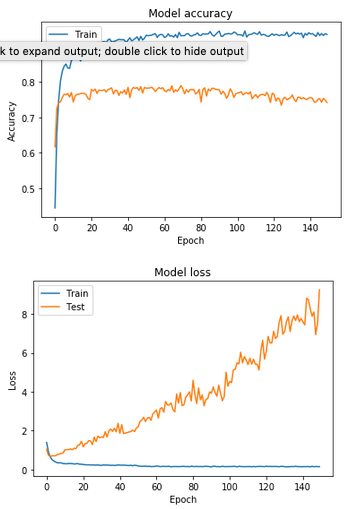 Model accuracy
Train
k to expand output; double click to hide output
0.8
0.7
0.6
0.5
Accuracy
0 20 40 60 80 100 120 140
Epoch
Model loss
Train
Test
8
6
4
2
0
Loss
0 20 40 60 80 100 120 140
Epoch